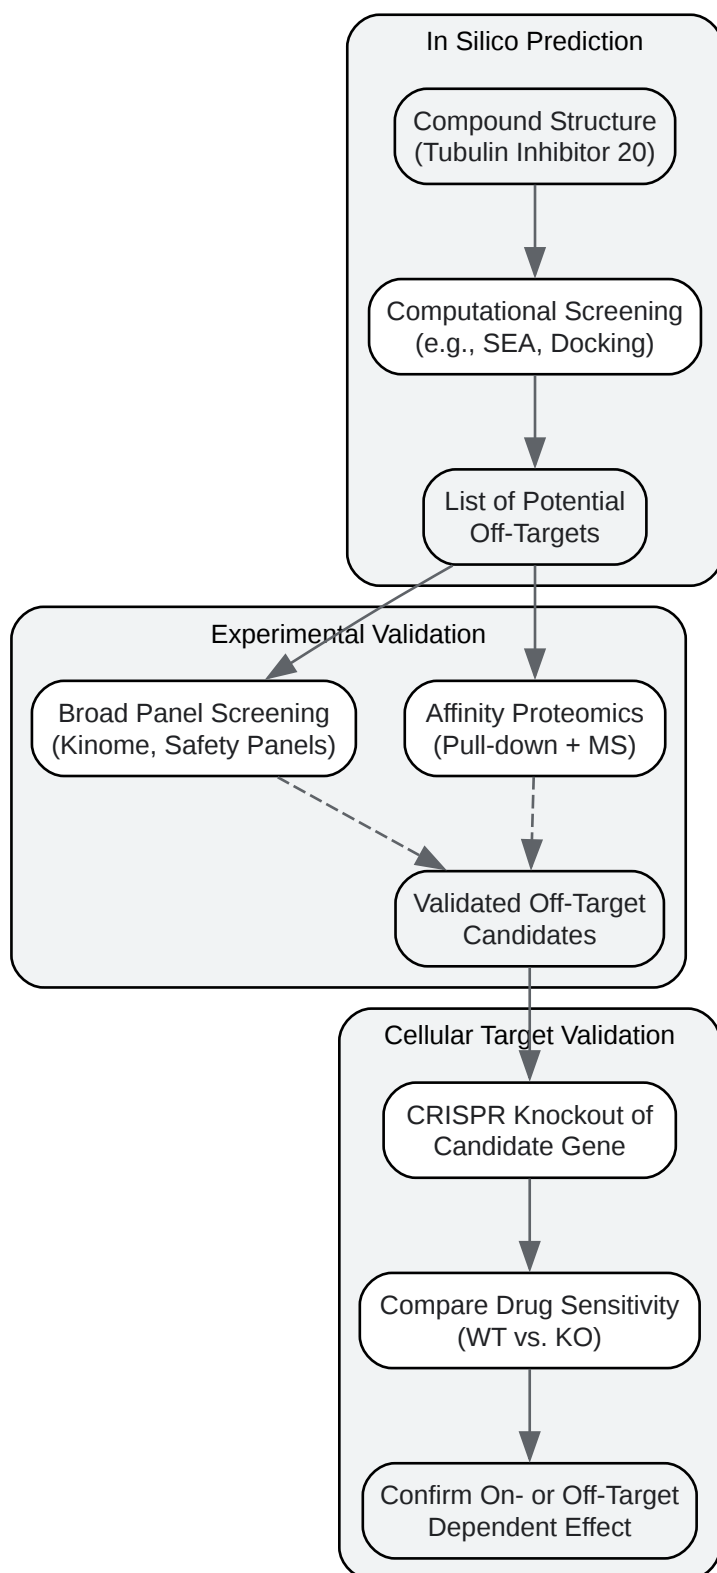 In Silico Prediction
Compound Structure
(Tubulin Inhibitor 20)
Computational Screening
(e.g., SEA, Docking)
List of Potential
Off-Targets
Experimental Validation
Broad Panel Screening
(Kinome, Safety Panels)
Affinity Proteomics
(Pull-down + MS)
Validated Off-Target
Candidates
Cellular Target Validation
CRISPR Knockout of
Candidate Gene
Compare Drug Sensitivity
(WT vs. KO)
Confirm On- or Off-Target
Dependent Effect